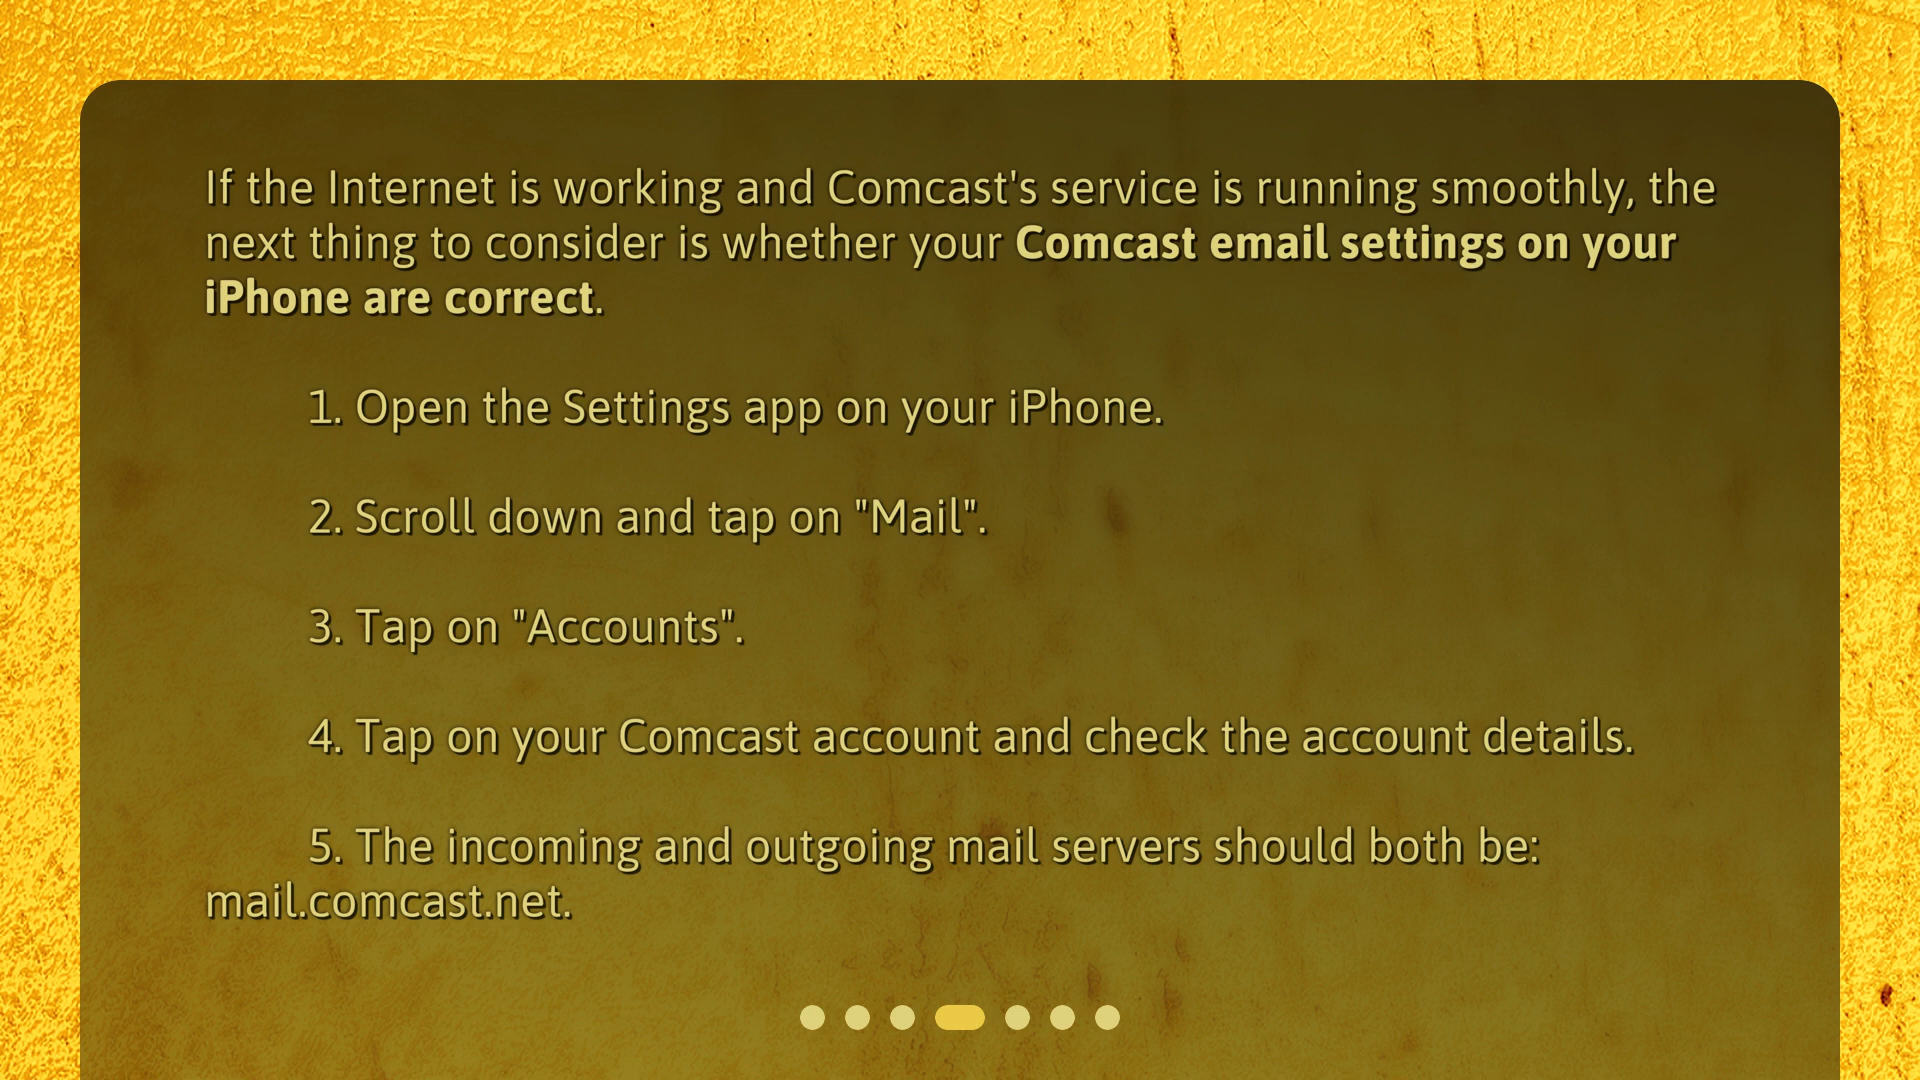 If the Internet is working and Comcast's service is running smoothly, the
next thing to consider is whether your Comcast email settings on your
iPhone are correct.
1. Open the Settings app on your iPhone.
2. Scroll down and tap on "Mail".
3. Tap on "Accounts".
4. Tap on your Comcast account and check the account details.
5. The incoming and outgoing mail servers should both be:
mail.comcast.net.